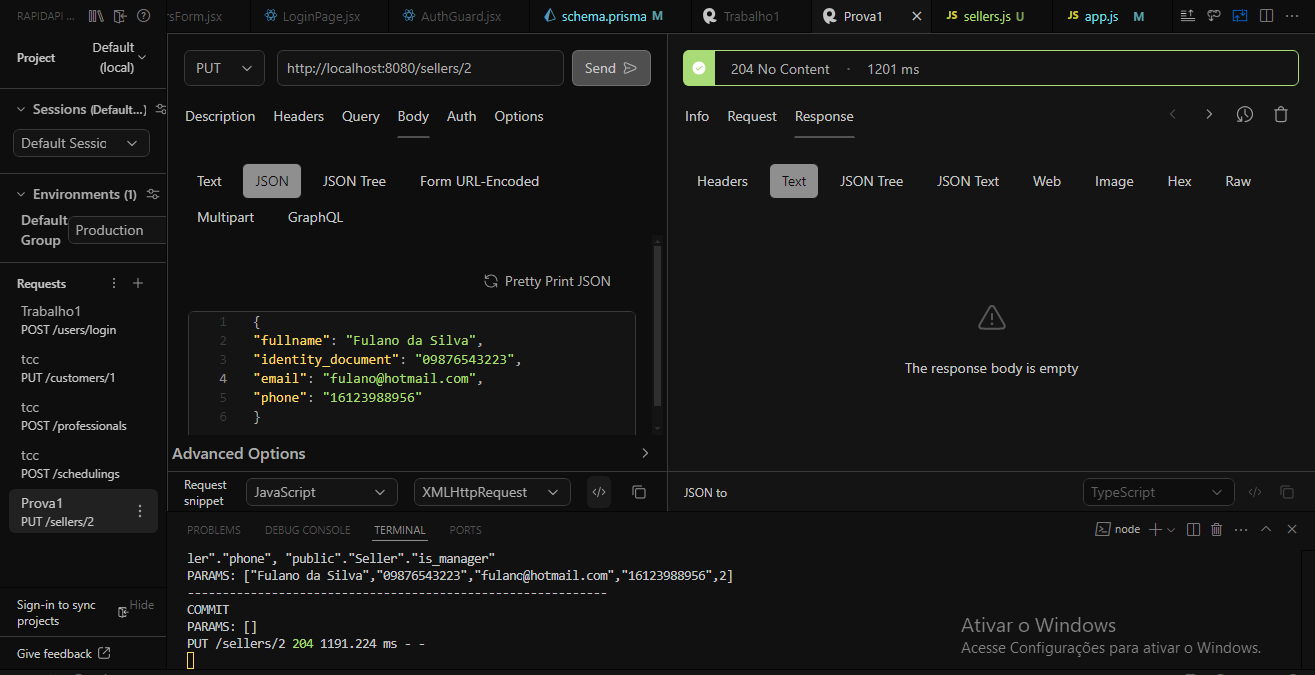 RAPIDAPI ...
rsForm.jsx
LoginPage.jsx
AuthGuard.jsx
schema.prisma M
Trabalho1
Prova1
JS sellers.js U
JS app.js M
Project
Default
(local)
Sessions (Default...)
Default Sessic
Environments (1)
Default
Group
Production
Requests
Trabalho1
POST /users/login
tcc
PUT /customers/1
tcc
POST /professionals
tcc
POST /schedulings
Prova1
PUT /sellers/2
Sign-in to sync
projects
Hide
Give feedback
PUT
http://localhost:8080/sellers/2
Send
Description Headers Query Body Auth Options
Text JSON JSON Tree Form URL-Encoded
Multipart GraphQL
Pretty Print JSON
1 {
2 "fullname": "Fulano da Silva",
3 "identity_document": "09876543223",
4 "email": "fulano@hotmail.com",
5 "phone": "16123988956"
6 }
Advanced Options
Request
snippet
JavaScript
XMLHttpRequest
204 No Content · 1201 ms
Info Request Response
Headers Text JSON Tree JSON Text Web Image Hex Raw
The response body is empty
JSON to
TypeScript
PROBLEMS DEBUG CONSOLE TERMINAL PORTS
node
ler"."phone", "public"."Seller"."is_manager"
PARAMS: ["Fulano da Silva","09876543223","fulano@hotmail.com","16123988956",2]
------------------------------------------------------------
COMMIT
PARAMS: []
PUT /sellers/2 204 1191.224 ms - -
Ativar o Windows
Acesse Configurações para ativar o Windows.